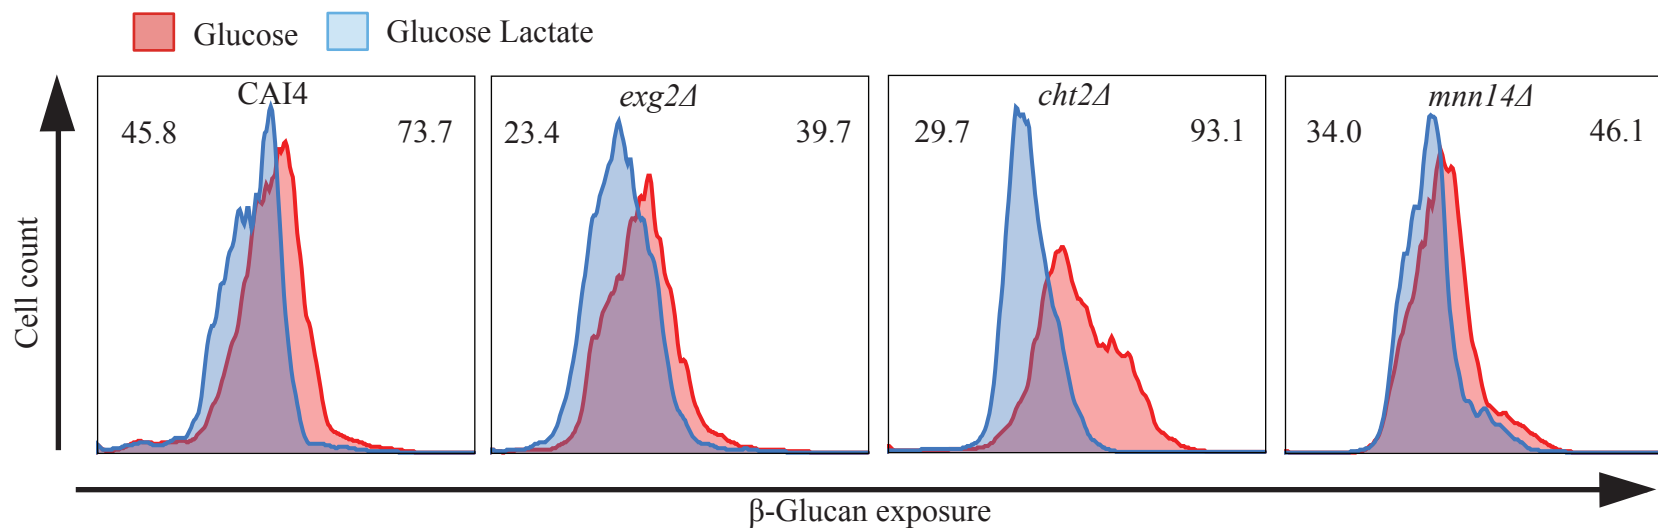 Glucose
Glucose Lactate
CAI4
45.8
73.7
exg2Δ
23.4
39.7
cht2Δ
29.7
93.1
mnn14Δ
34.0
46.1
Cell count
β-Glucan exposure